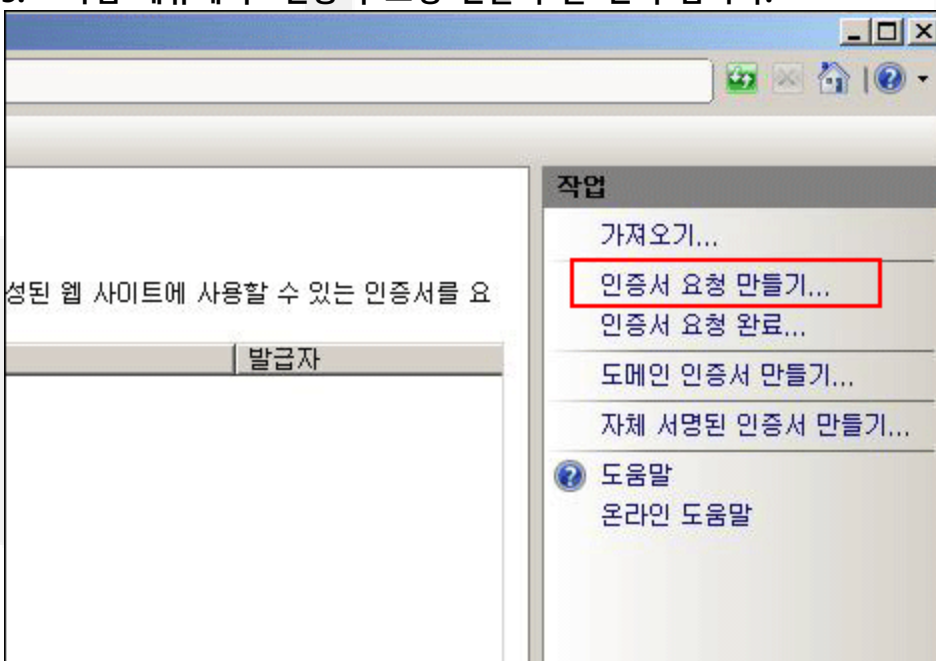 작업
가져오기...
성된 웹 사이트에 사용할 수 있는 인증서를 요
인증서 요청 만들기...
인증서 요청 완료...
발급자
도메인 인증서 만들기...
자체 서명된 인증서 만들기...
도움말
온라인 도움말